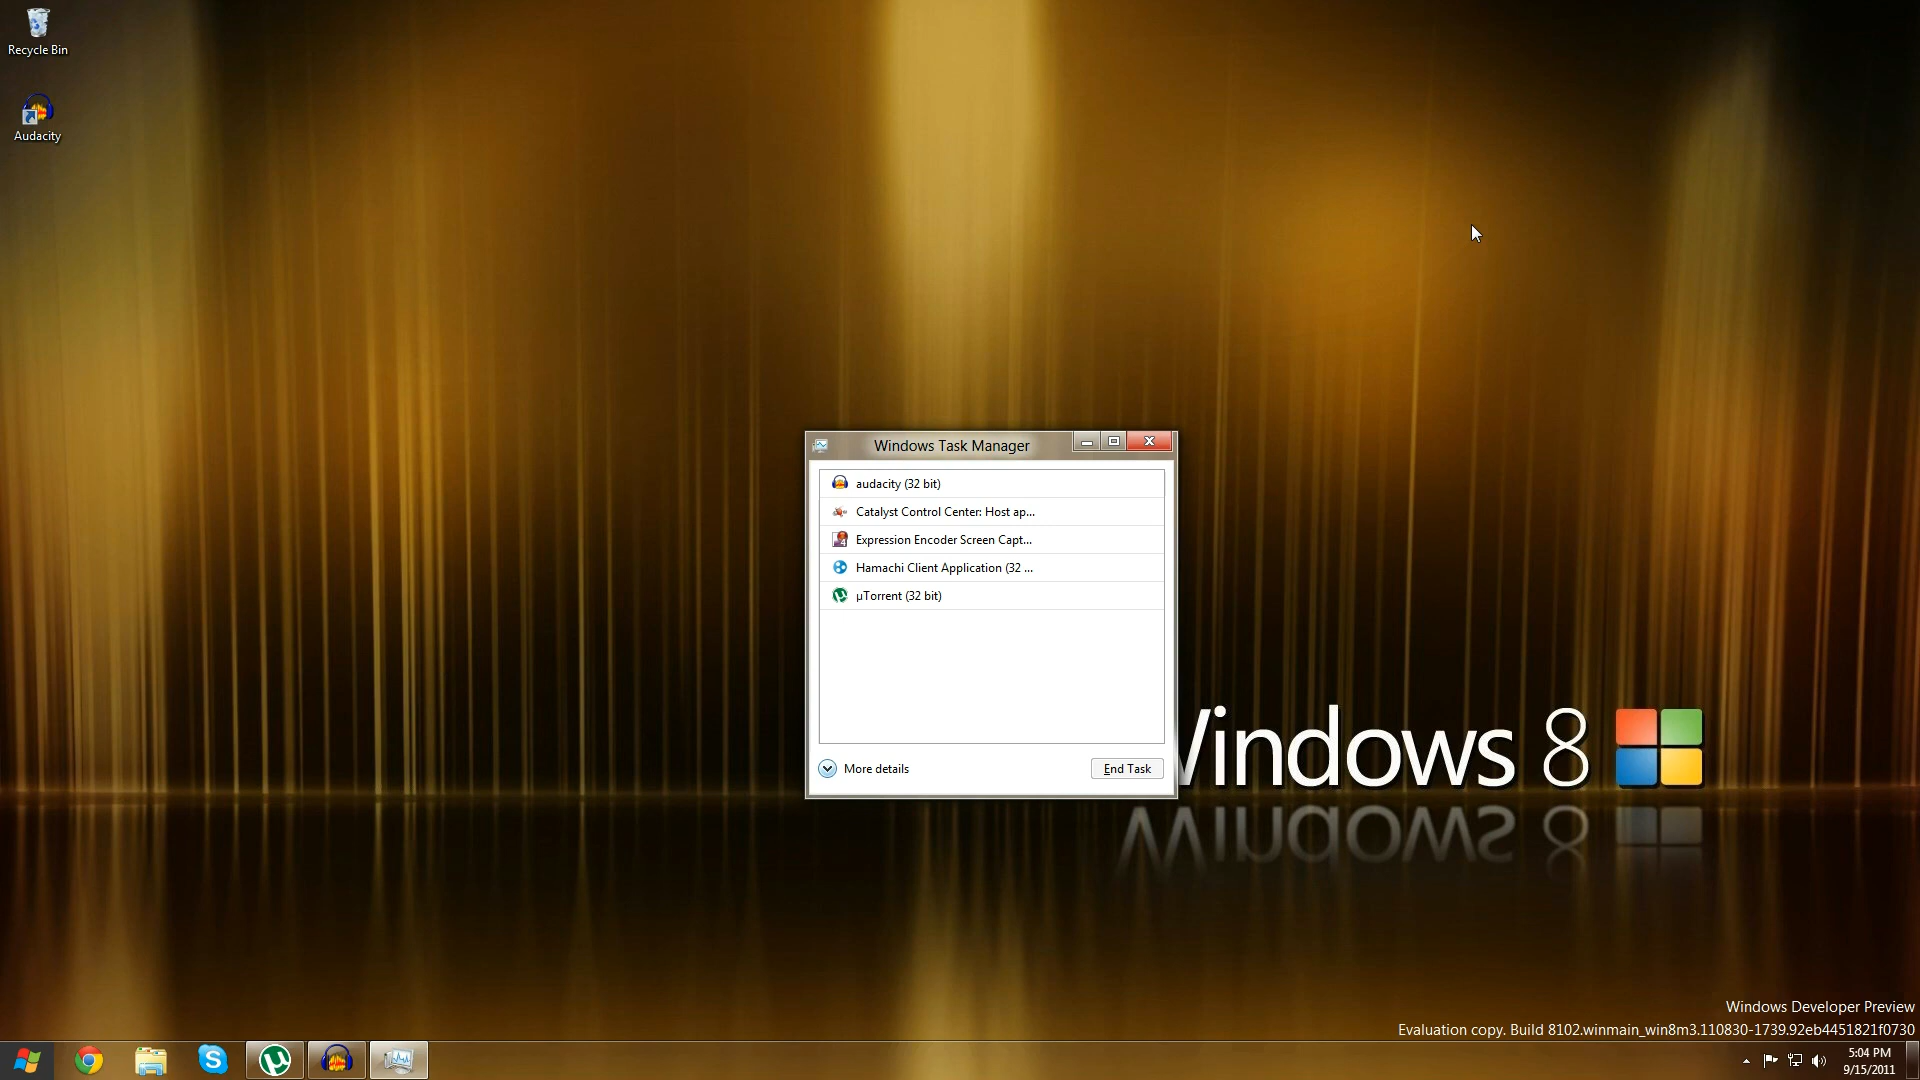 Recycle Bin
Audacity
Windows Task Manager
audacity (32 bit)
Catalyst Control Center: Host ap...
Expression Encoder Screen Capt...
Hamachi Client Application (32 ...
µTorrent (32 bit)
More details
End Task
Windows 8
Windows Developer Preview
Evaluation copy. Build 8102.winmain_win8m3.110830-1739.92eb4451821f0730
5:04 PM
9/15/2011